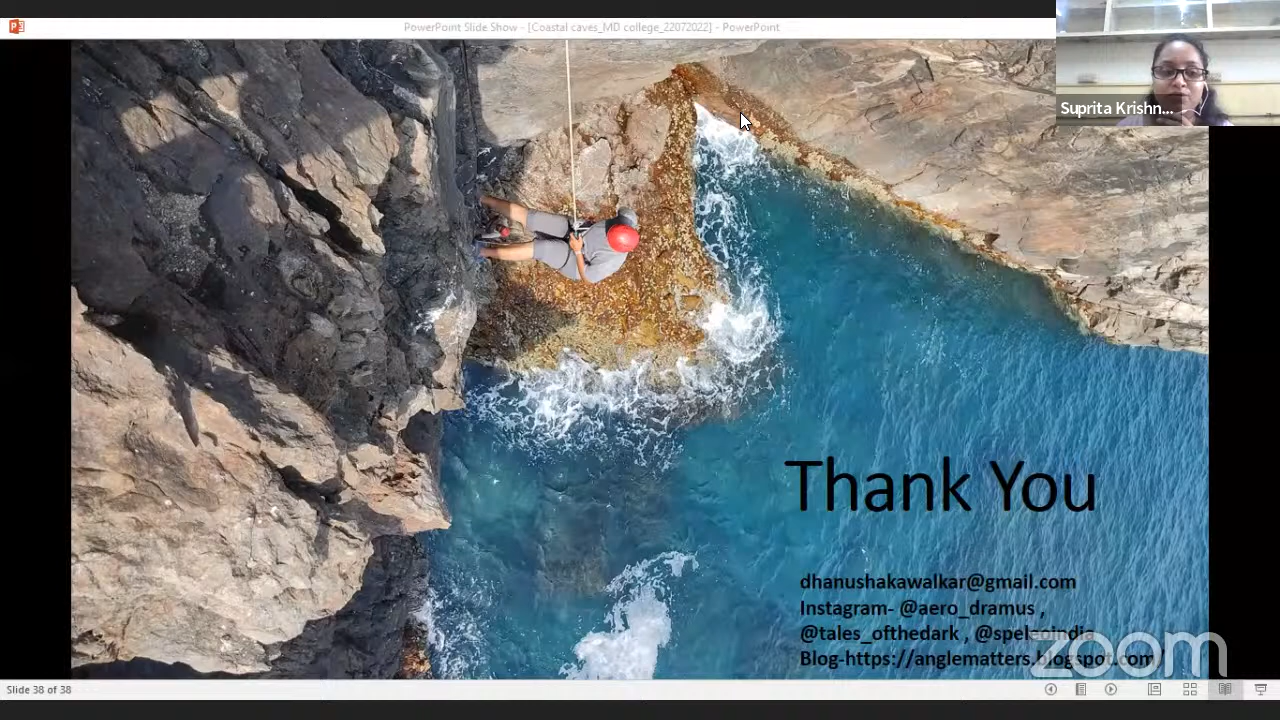 PowerPoint Slide Show - [Coastal caves_MD college_22072022] - PowerPoint
Suprita Krishn...
Thank You
dhanushakawalkar@gmail.com
Instagram- @aero_dramus ,
@tales_ofthedark , @speleoindia
Blog-https://anglematters.blogspot.com/
zoom
Slide 38 of 38